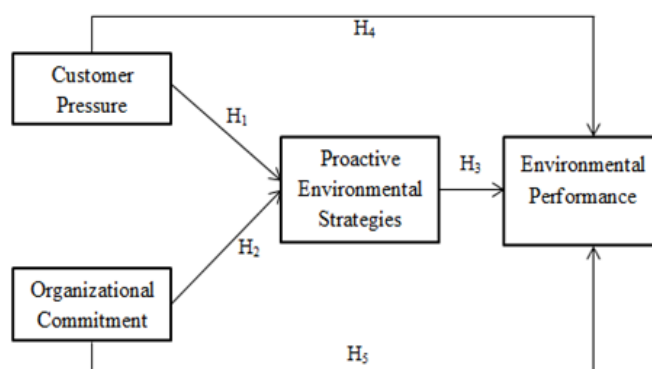 H4
Customer
Pressure
H1
Proactive
Environmental
Strategies
H3
Environmental
Performance
H2
Organizational
Commitment
H5